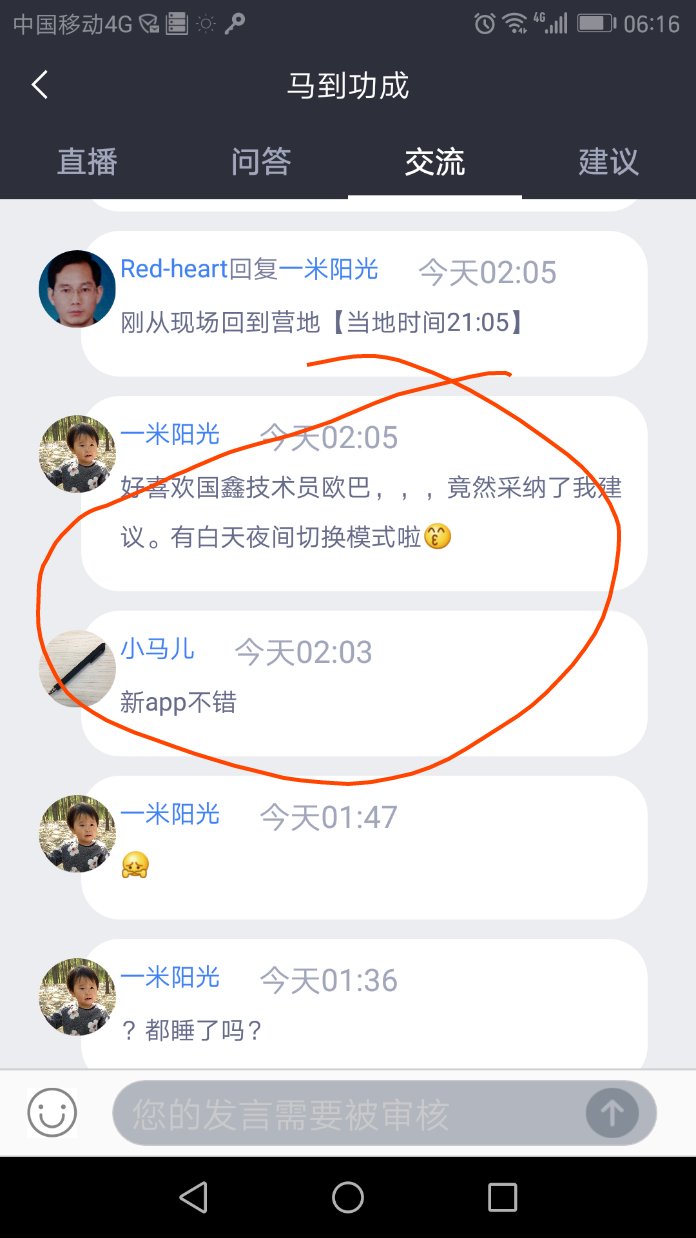 中国移动4G 4G 06:16
马到功成
直播 问答 交流 建议
Red-heart回复一米阳光 今天02:05
刚从现场回到营地【当地时间21:05】
一米阳光 今天02:05
好喜欢国鑫技术员欧巴，，，竟然采纳了我建
议。有白天夜间切换模式啦
小马儿 今天02:03
新app不错
一米阳光 今天01:47
一米阳光 今天01:36
？都睡了吗？
您的发言需要被审核